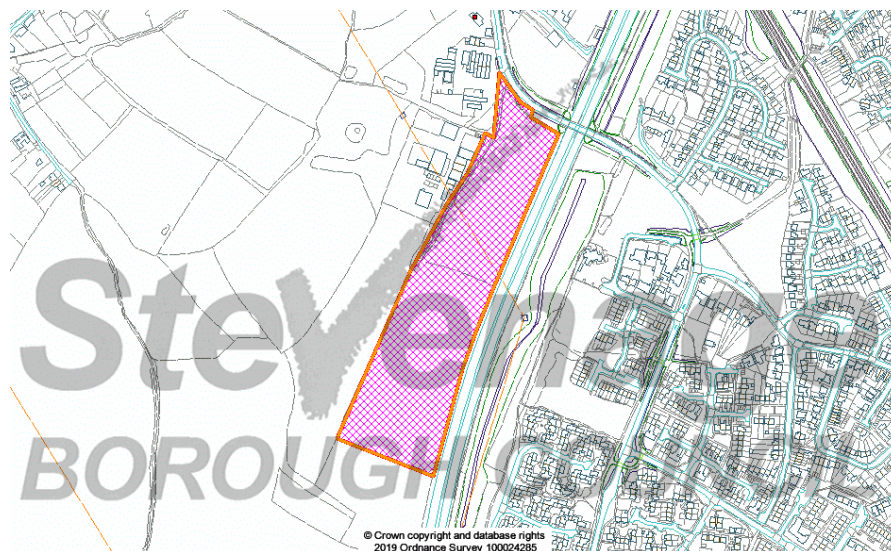 Stevenage
BOROUGH COUNCIL
© Crown copyright and database rights
2019 Ordnance Survey 100024285